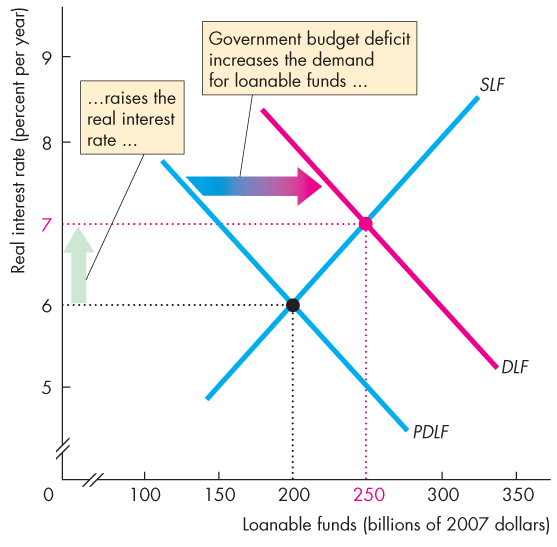 Real interest rate (percent per year)
Government budget deficit
increases the demand
for loanable funds ...
...raises the
real interest
rate ...
SLF
9
8
7
6
5
DLF
PDLF
0
100
150
200
250
300
350
Loanable funds (billions of 2007 dollars)